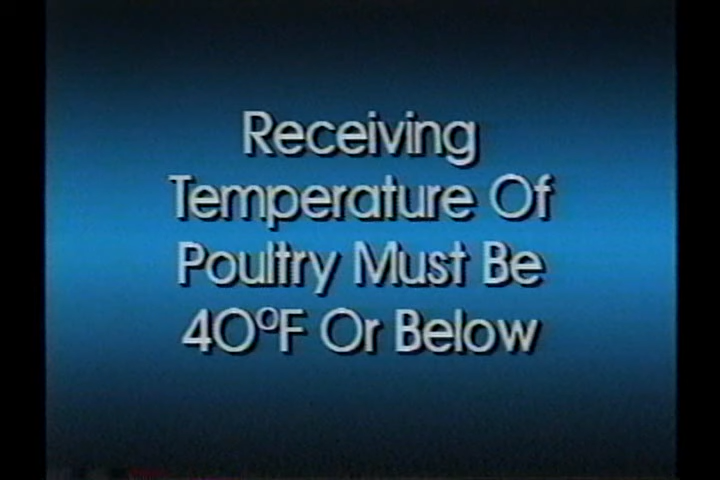 Receiving
Temperature Of
Poultry Must Be
40°F Or Below